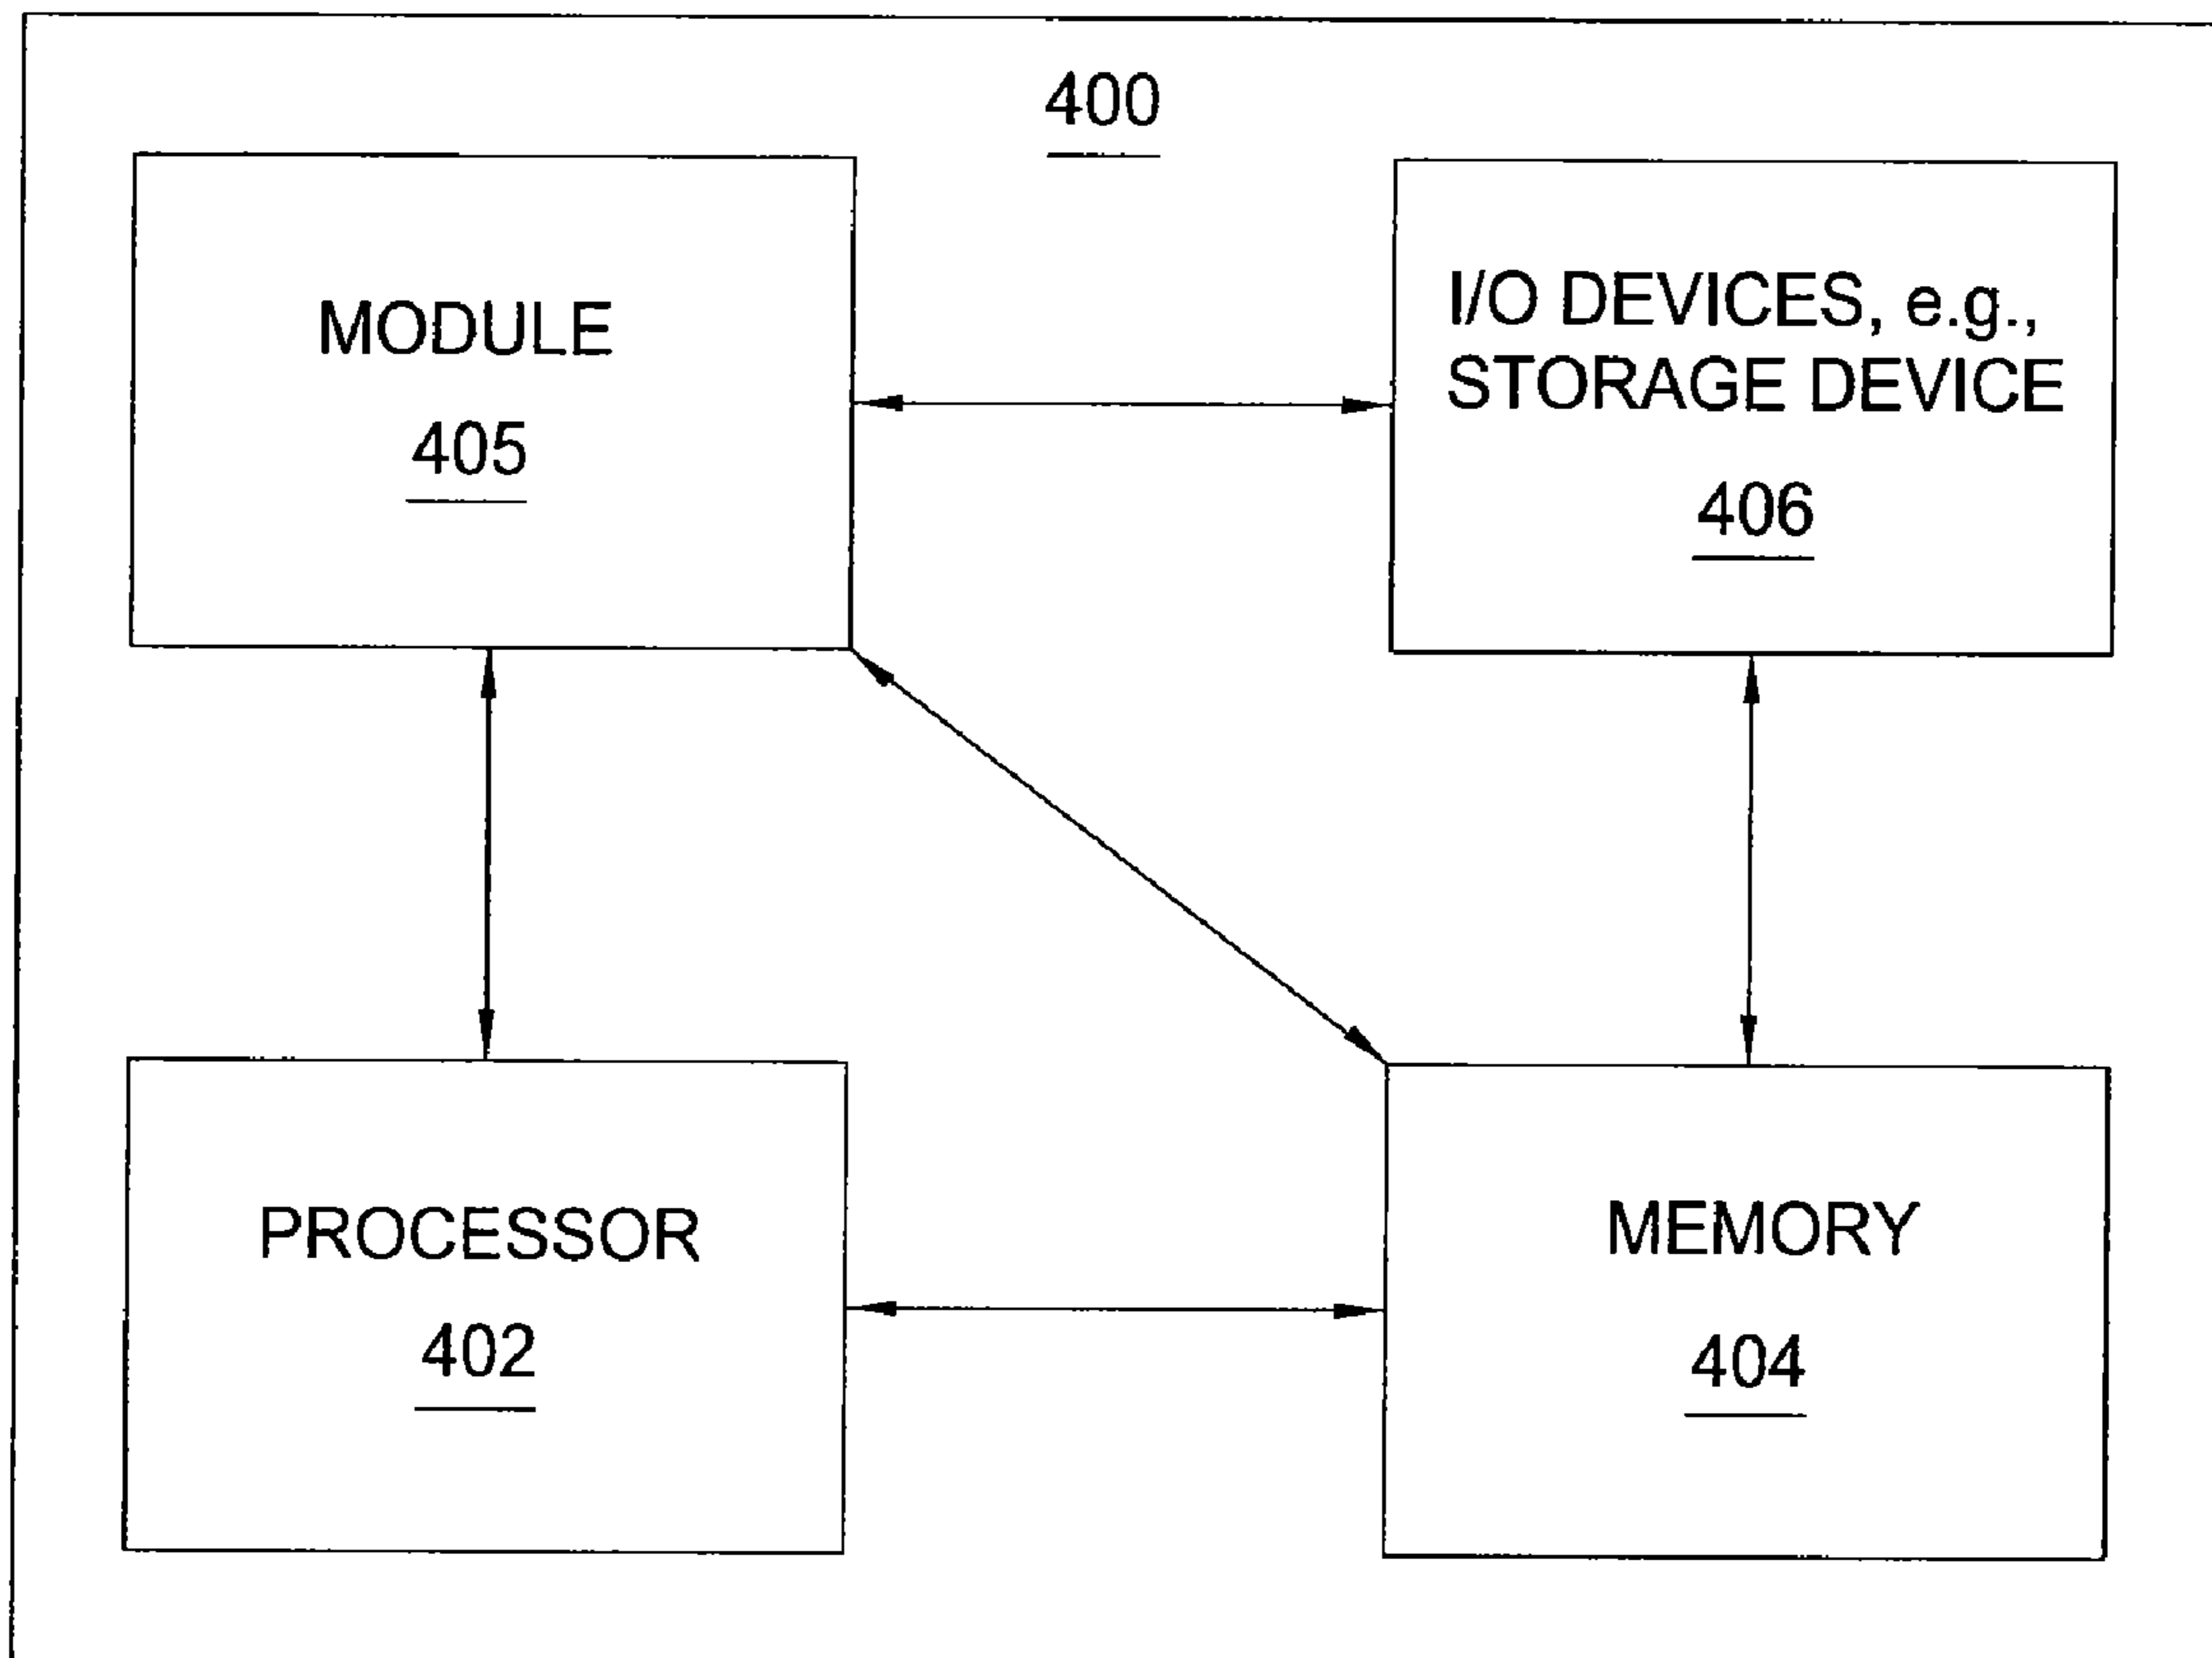 400
MODULE
405
I/O DEVICES, e.g.,
STORAGE DEVICE
406
PROCESSOR
402
MEMORY
404